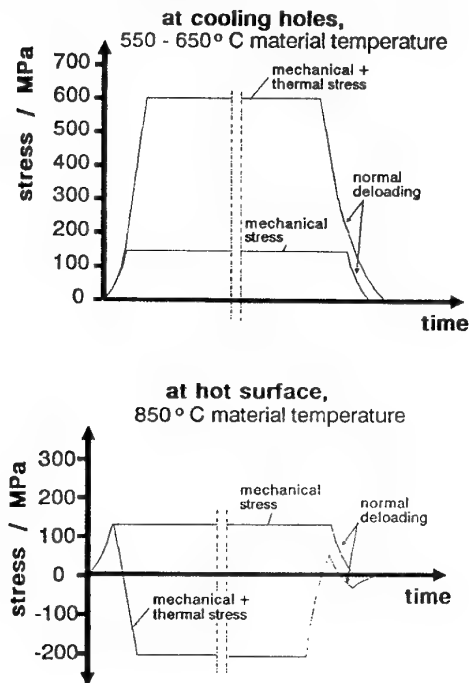 at cooling holes,
550 - 650° C material temperature
stress / MPa
700
600
500
400
300
200
100
0
mechanical +
thermal stress
normal
deloading
mechanical
stress
time
at hot surface,
850° C material temperature
stress / MPa
300
200
100
0
-100
-200
mechanical
stress
normal
deloading
mechanical +
thermal stress
time